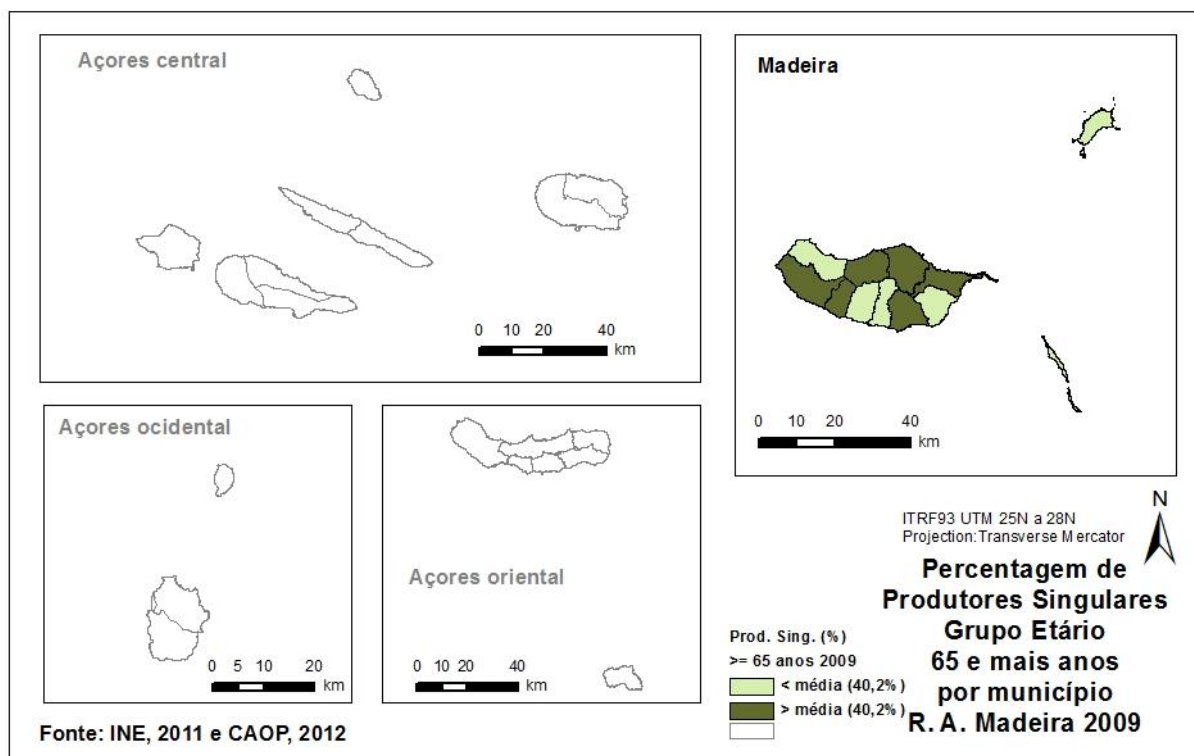 Açores central
0 10 20 40
km
Madeira
0 10 20 40
km
Açores ocidental
0 5 10 20
km
Açores oriental
0 10 20 40
km
N
ITRF93 UTM 25N a 28N
Projection:Transverse Mercator
Percentagem de
Produtores Singulares
Grupo Etário
65 e mais anos
por município
R. A. Madeira 2009
Prod. Sing. (%)
>= 65 anos 2009
< média (40,2%)
> média (40,2%)
Fonte: INE, 2011 e CAOP, 2012